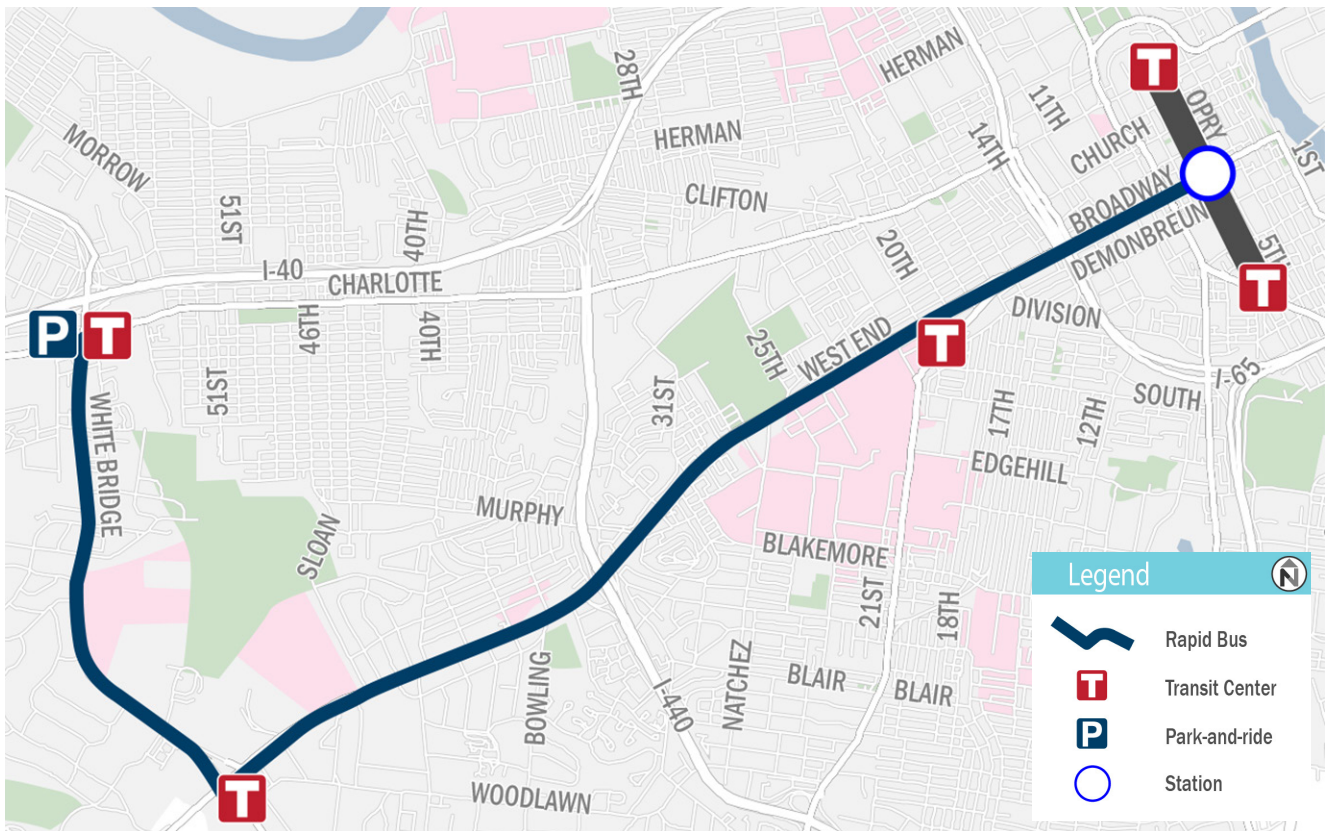 T
OPRY
28TH
HERMAN
11TH
HERMAN
14TH
CHURCH
1ST
MORROW
CLIFTON
BROADWAY
51ST
40TH
20TH
DEMONBREUN
5TH
I-40
CHARLOTTE
T
P
T
46TH
40TH
DIVISION
25TH
WEST END
T
I-65
51ST
31ST
SOUTH
17TH
12TH
WHITE BRIDGE
EDGEHILL
MURPHY
SLOAN
BLAKEMORE
21ST
18TH
BOWLING
I-440
NATCHEZ
BLAIR
BLAIR
T
WOODLAWN
Legend
N
Rapid Bus
T
Transit Center
P
Park-and-ride
Station